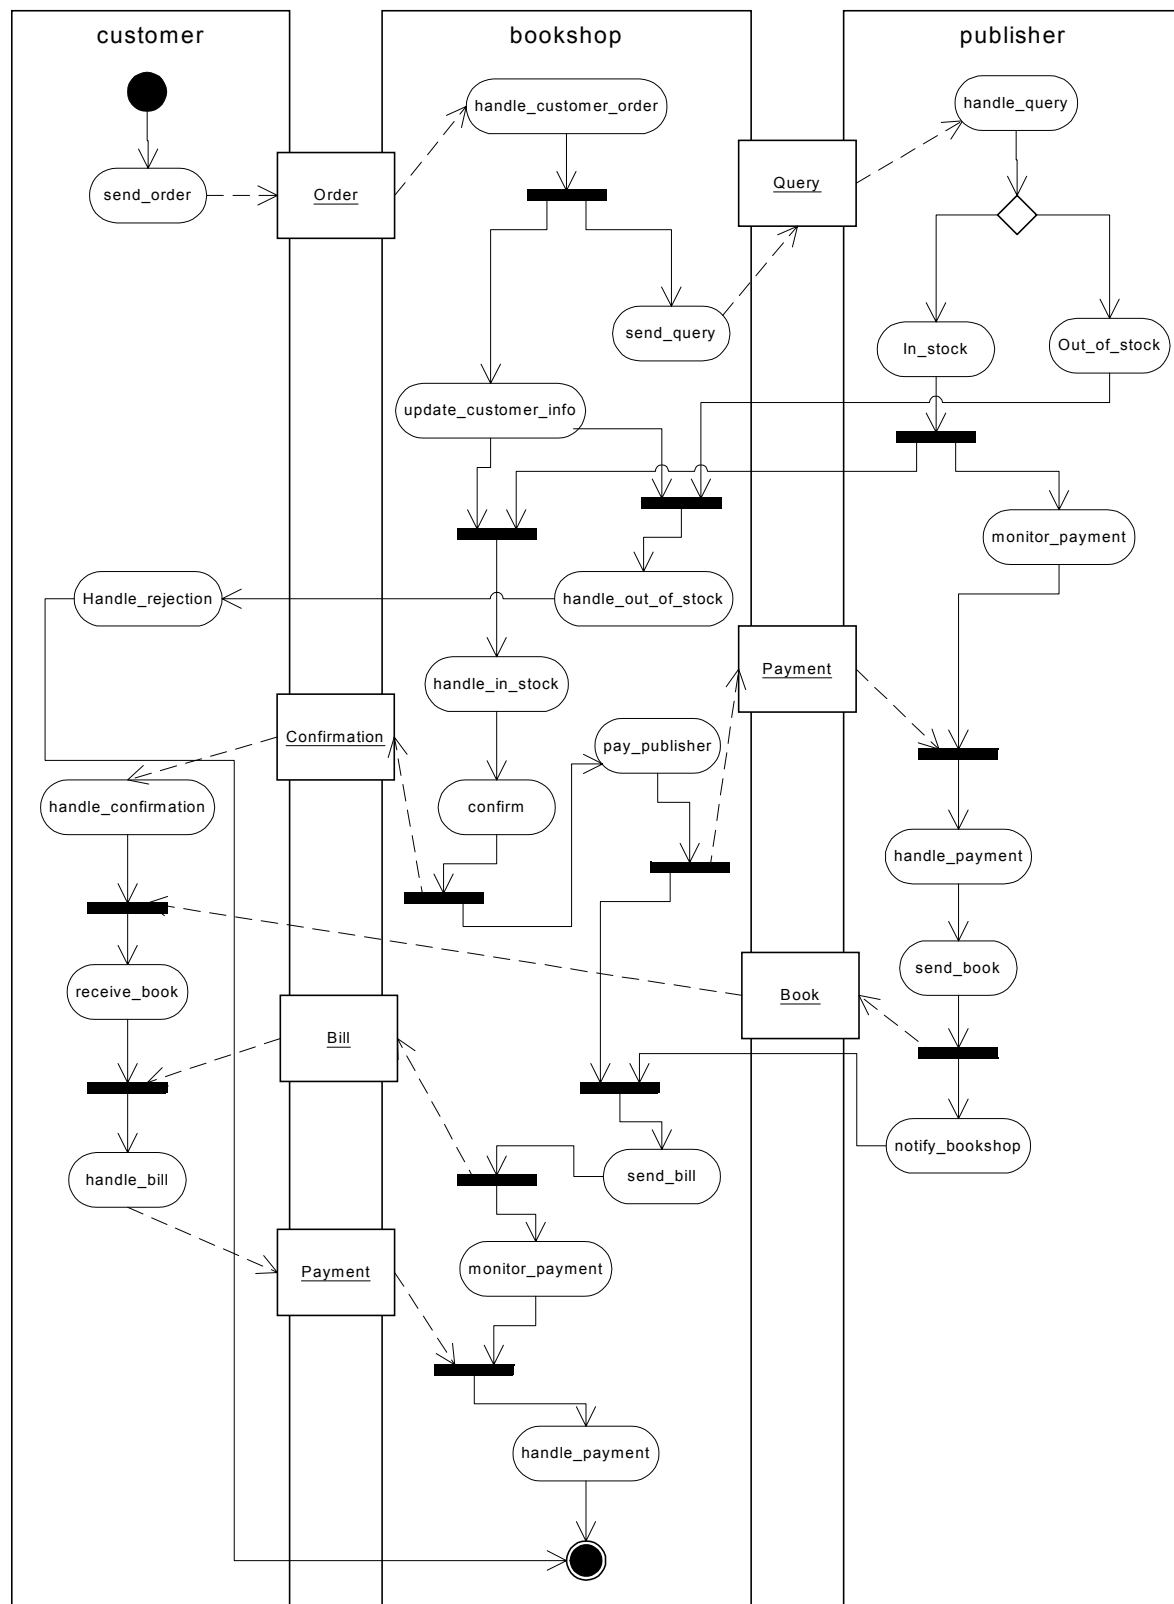 customer
bookshop
publisher
handle_customer_order
handle_query
send_order
Order
Query
send_query
In_stock
Out_of_stock
update_customer_info
monitor_payment
Handle_rejection
handle_out_of_stock
handle_in_stock
Payment
Confirmation
pay_publisher
handle_confirmation
confirm
handle_payment
receive_book
send_book
Book
Bill
handle_bill
send_bill
notify_bookshop
Payment
monitor_payment
handle_payment